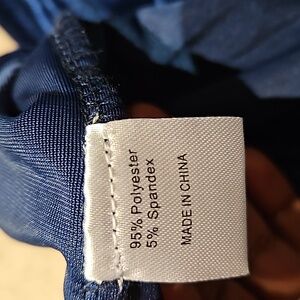 95% Polyester
5% Spandex
MADE IN CHINA